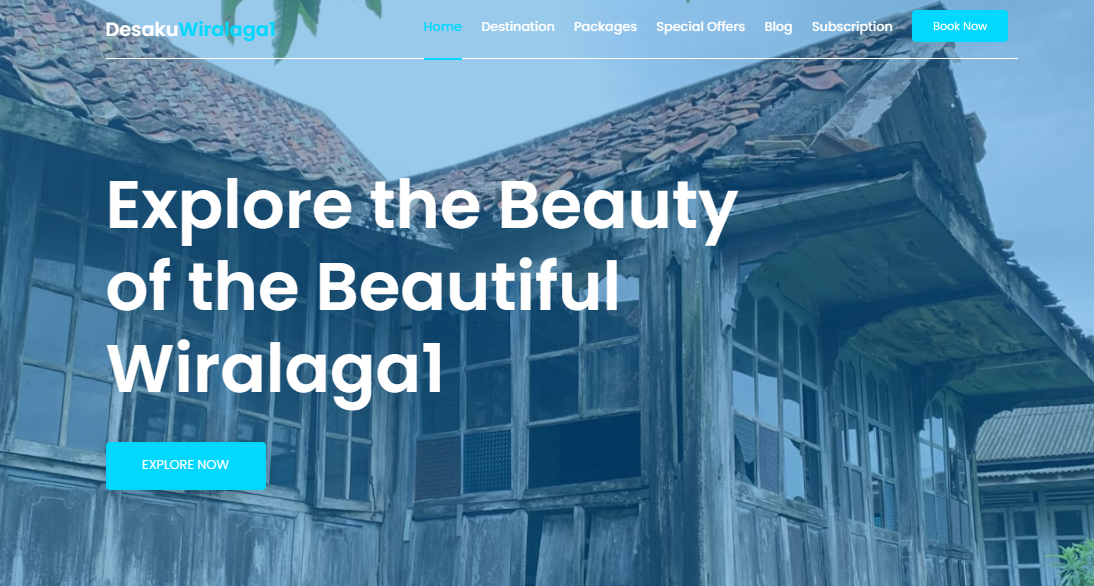 DesakuWiralaga1
Home Destination Packages Special Offers Blog Subscription Book Now
Explore the Beauty
of the Beautiful
Wiralaga1
EXPLORE NOW